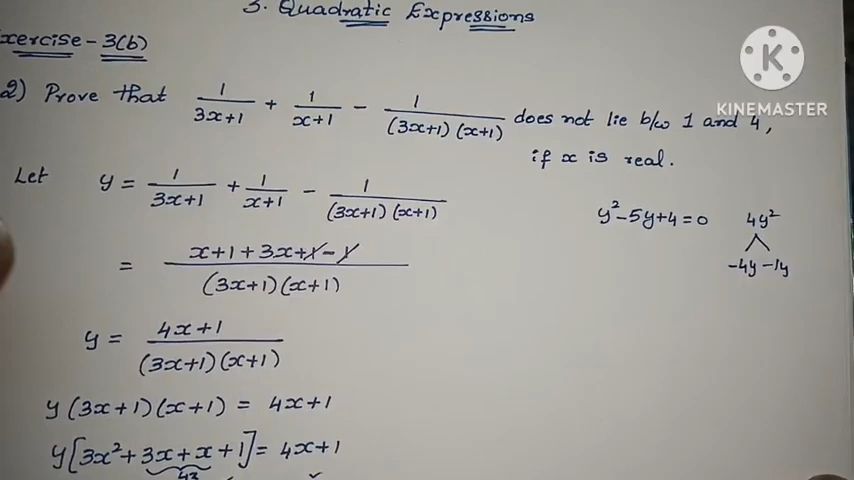 3. Quadratic Expressions
xercise - 3(b)
KINEMASTER
2) Prove that 1/(3x+1) + 1/(x+1) - 1/((3x+1)(x+1)) does not lie b/w 1 and 4,
if x is real.
Let y = 1/(3x+1) + 1/(x+1) - 1/((3x+1)(x+1))
y²-5y+4=0 4y²
-4y -1y
= (x+1+3x+1-1)/((3x+1)(x+1))
y = (4x+1)/((3x+1)(x+1))
y(3x+1)(x+1) = 4x+1
y[3x²+3x+x+1] = 4x+1
4x